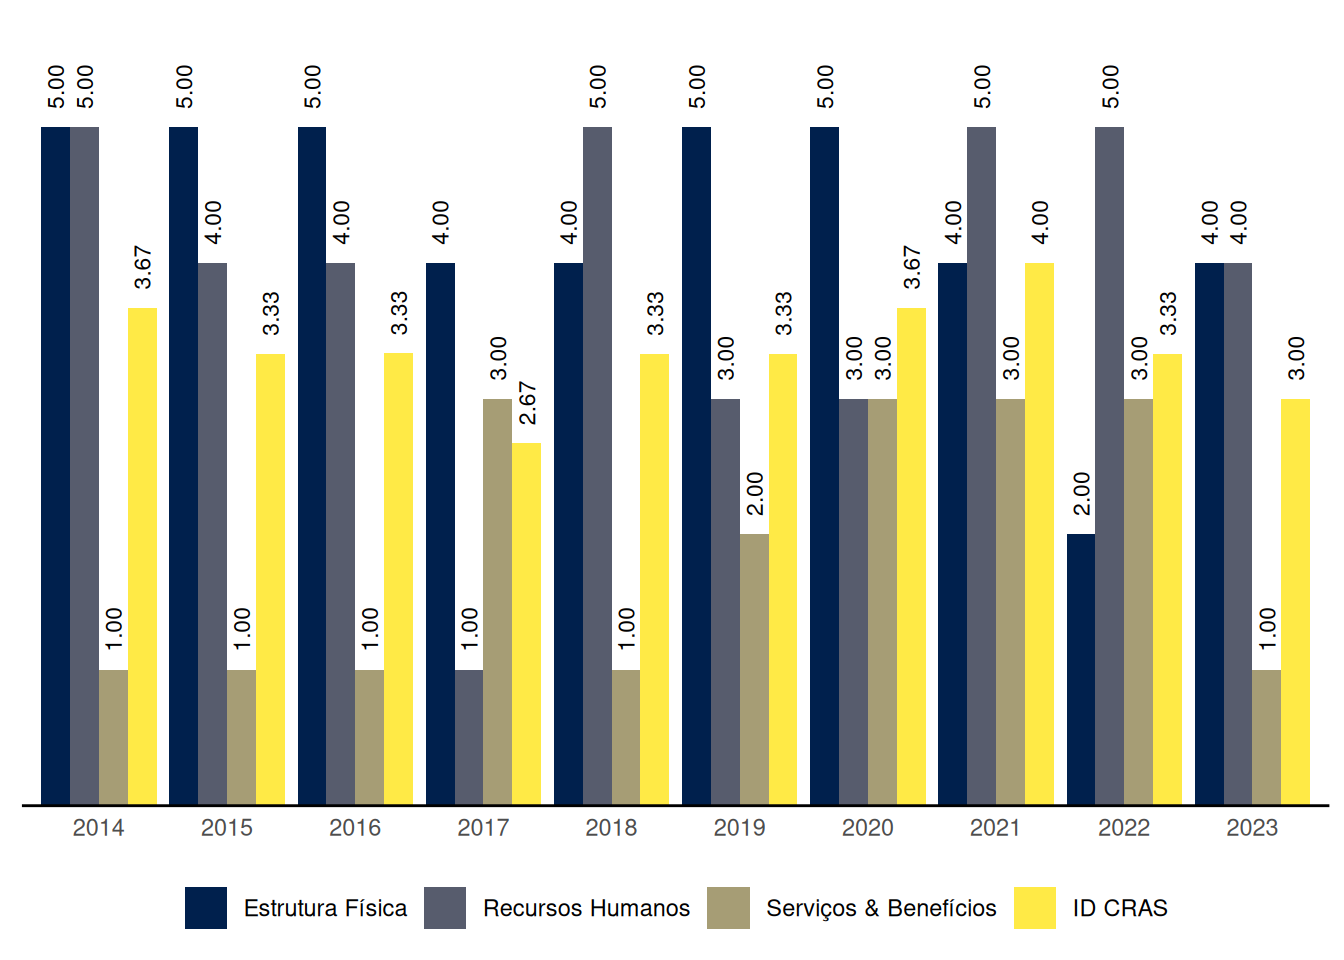 5.00 5.00 1.00 3.67
5.00 4.00 1.00 3.33
5.00 4.00 1.00 3.33
4.00 1.00 3.00 2.67
4.00 5.00 1.00 3.33
5.00 3.00 2.00 3.33
5.00 3.00 3.00 3.67
4.00 5.00 3.00 4.00
2.00 5.00 3.00 3.33
4.00 4.00 1.00 3.00
2014 2015 2016 2017 2018 2019 2020 2021 2022 2023
Estrutura Física Recursos Humanos Serviços & Benefícios ID CRAS